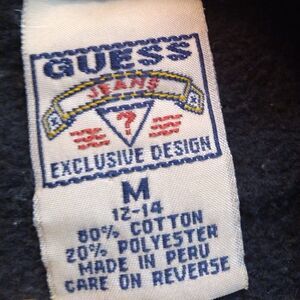 GUESS
JEANS
?
EXCLUSIVE DESIGN
M
12-14
80% COTTON
20% POLYESTER
MADE IN PERU
CARE ON REVERSE